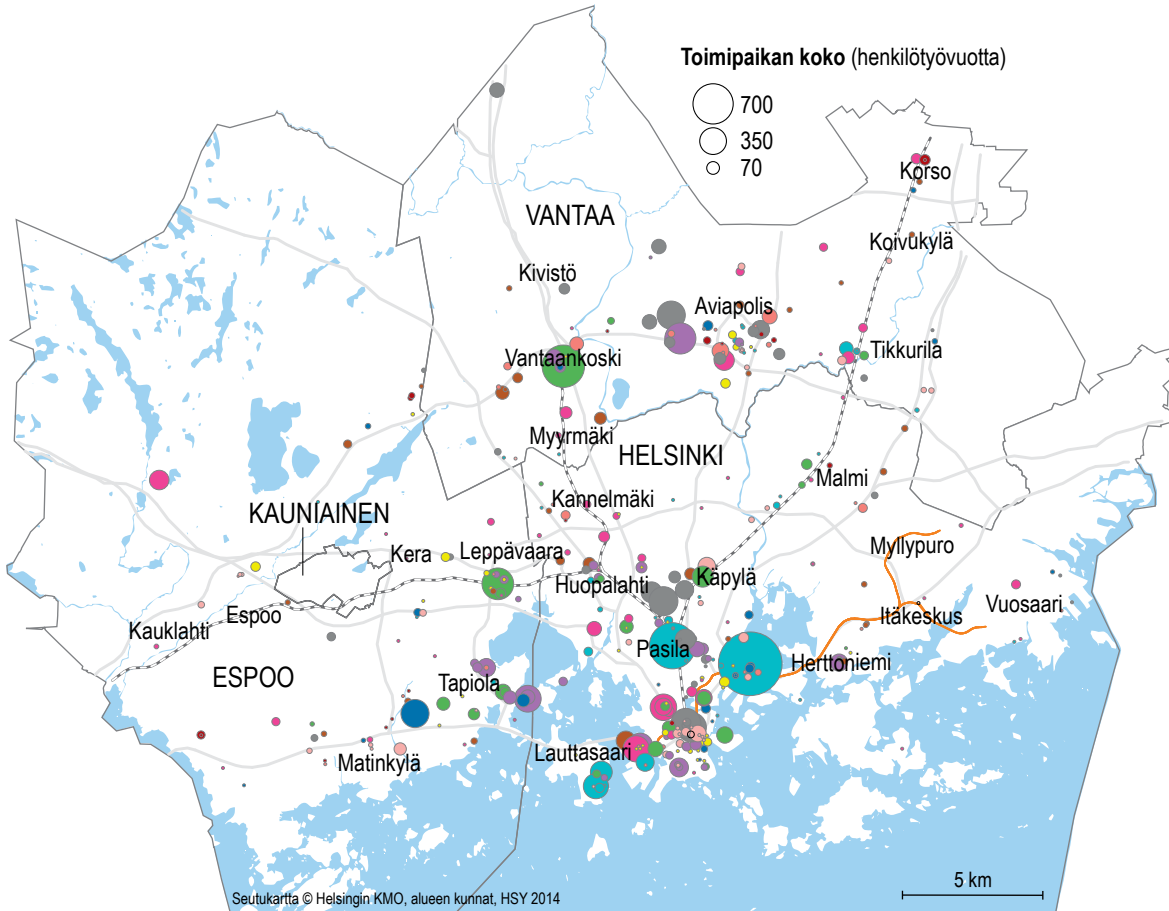 Toimipaikan koko (henkilötyövuotta)
700
350
70
Korso
VANTAA
Koivukylä
Kivistö
Aviapolis
Vantaankoski
Tikkurila
Myyrmäki
HELSINKI
Malmi
Kannelmäki
KAUNIAINEN
Kera
Leppävaara
Myllypuro
Huopalahti
Käpylä
Espoo
Itäkeskus
Vuosaari
Kauklahti
Pasila
Herttoniemi
ESPOO
Tapiola
Lauttasaari
Matinkylä
5 km
Seutukartta © Helsingin KMO, alueen kunnat, HSY 2014